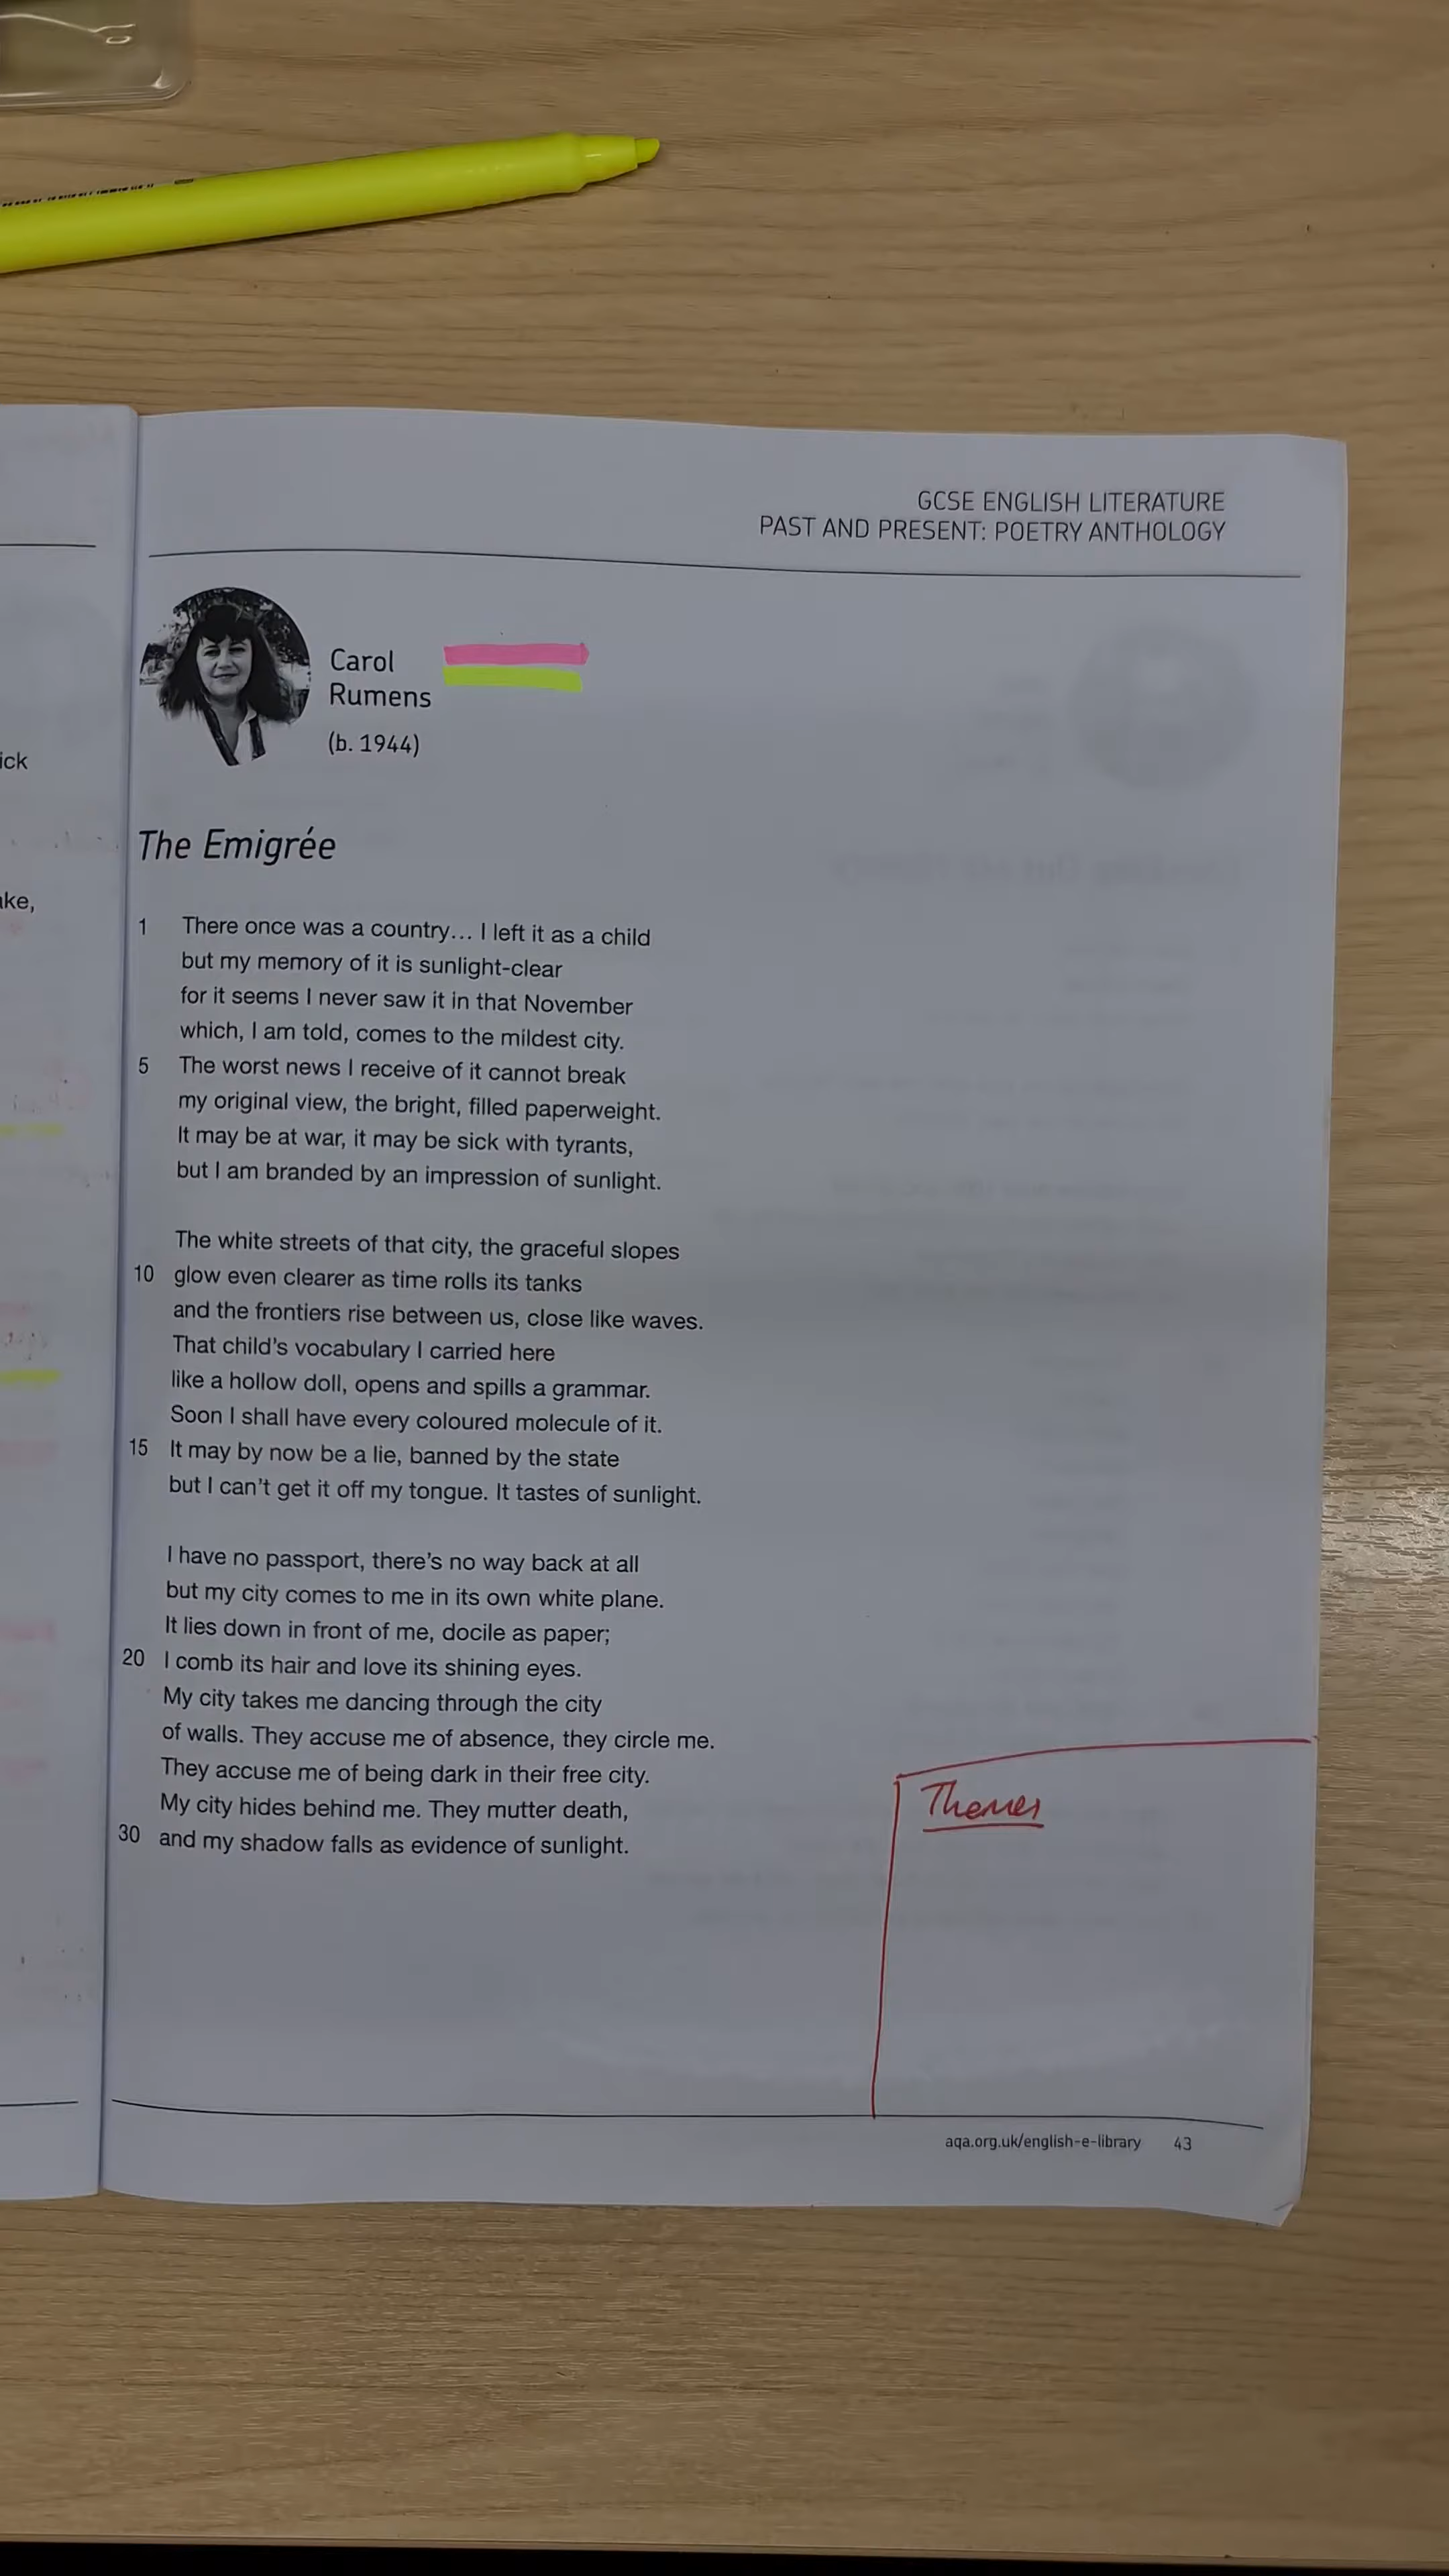 GCSE ENGLISH LITERATURE
PAST AND PRESENT: POETRY ANTHOLOGY
Carol
Rumens
(b. 1944)
ick
ake,
The Emigrée
1 There once was a country... I left it as a child
but my memory of it is sunlight-clear
for it seems I never saw it in that November
which, I am told, comes to the mildest city.
5 The worst news I receive of it cannot break
my original view, the bright, filled paperweight.
It may be at war, it may be sick with tyrants,
but I am branded by an impression of sunlight.
The white streets of that city, the graceful slopes
10 glow even clearer as time rolls its tanks
and the frontiers rise between us, close like waves.
That child's vocabulary I carried here
like a hollow doll, opens and spills a grammar.
Soon I shall have every coloured molecule of it.
15 It may by now be a lie, banned by the state
but I can't get it off my tongue. It tastes of sunlight.
I have no passport, there's no way back at all
but my city comes to me in its own white plane.
It lies down in front of me, docile as paper;
20 I comb its hair and love its shining eyes.
My city takes me dancing through the city
of walls. They accuse me of absence, they circle me.
They accuse me of being dark in their free city.
My city hides behind me. They mutter death,
30 and my shadow falls as evidence of sunlight.
Themes
aqa.org.uk/english-e-library 43